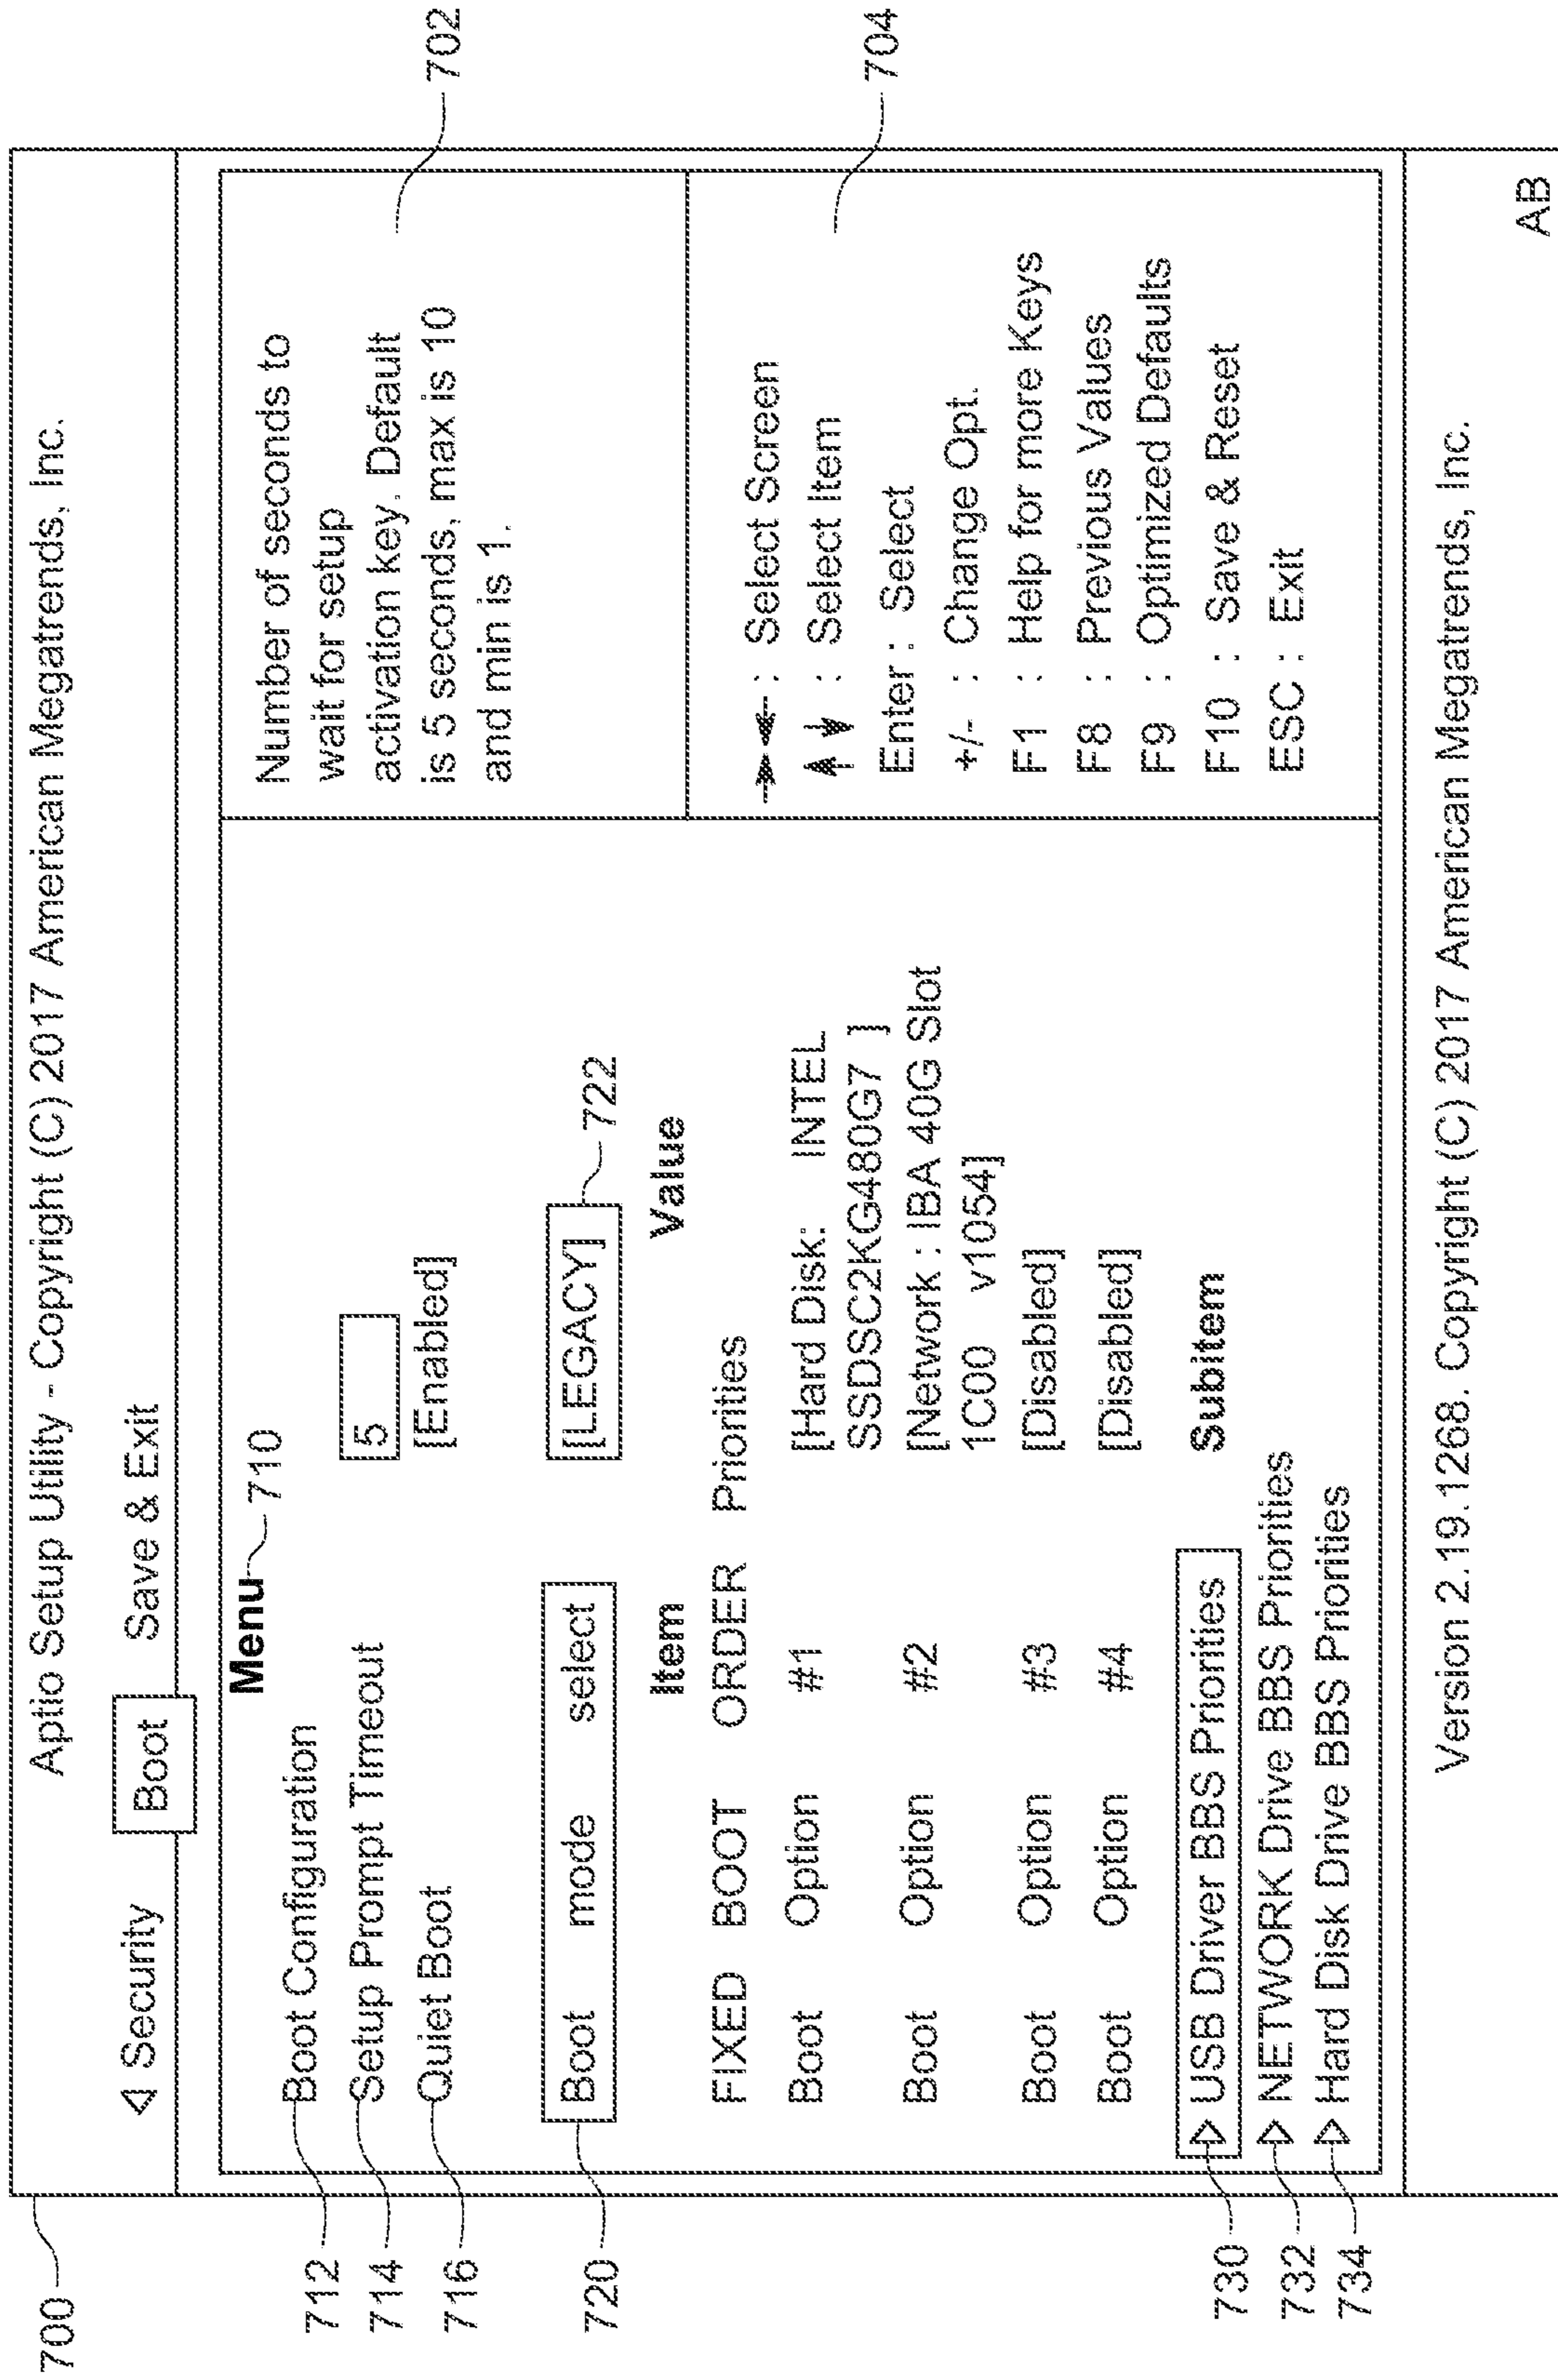 700
Aptio Setup Utility - Copyright (C) 2017 American Megatrends, Inc.
Security Boot Save & Exit
Menu 710
712 Boot Configuration
714 Setup Prompt Timeout 5
716 Quiet Boot [Enabled]
720 Boot mode select [LEGACY] 722
Item Value
FIXED BOOT ORDER Priorities
Boot Option #1 [Hard Disk: INTEL
SSDSC2KG480G7 ]
Boot Option #2 [Network : IBA 40G Slot
1C00 v1054]
Boot Option #3 [Disabled]
Boot Option #4 [Disabled]
730 USB Driver BBS Priorities Subitem
732 NETWORK Drive BBS Priorities
734 Hard Disk Drive BBS Priorities
Number of seconds to
wait for setup
activation key. Default
is 5 seconds, max is 10
and min is 1.
702
→← : Select Screen
↑↓ : Select Item
Enter : Select
+/- : Change Opt.
F1 : Help for more Keys
F8 : Previous Values
F9 : Optimized Defaults
F10 : Save & Reset
ESC : Exit
704
Version 2.19.1268. Copyright (C) 2017 American Megatrends, Inc.
AB